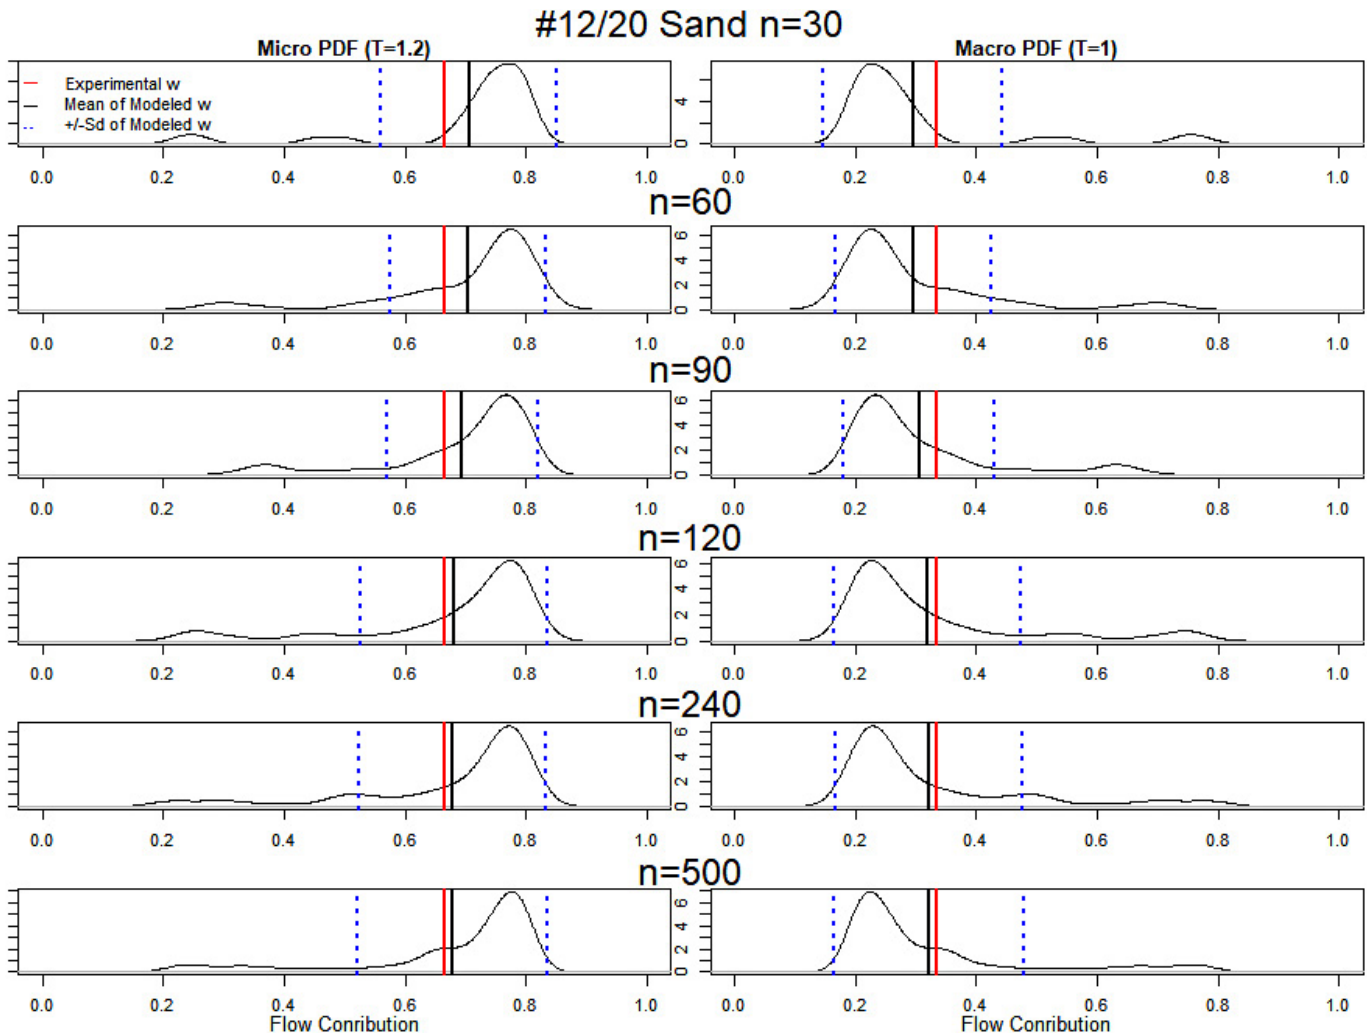 #12/20 Sand n=30
Micro PDF (T=1.2)
Macro PDF (T=1)
Experimental w
Mean of Modeled w
+/-Sd of Modeled w
0 4
0.0 0.2 0.4 0.6 0.8 1.0
0.0 0.2 0.4 0.6 0.8 1.0
n=60
0 2 4 6
0.0 0.2 0.4 0.6 0.8 1.0
0.0 0.2 0.4 0.6 0.8 1.0
n=90
0 2 4 6
0.0 0.2 0.4 0.6 0.8 1.0
0.0 0.2 0.4 0.6 0.8 1.0
n=120
0 2 4 6
0.0 0.2 0.4 0.6 0.8 1.0
0.0 0.2 0.4 0.6 0.8 1.0
n=240
0 2 4 6
0.0 0.2 0.4 0.6 0.8 1.0
0.0 0.2 0.4 0.6 0.8 1.0
n=500
0 2 4 6
0.0 0.2 0.4 0.6 0.8 1.0
0.0 0.2 0.4 0.6 0.8 1.0
Flow Conribution
Flow Conribution